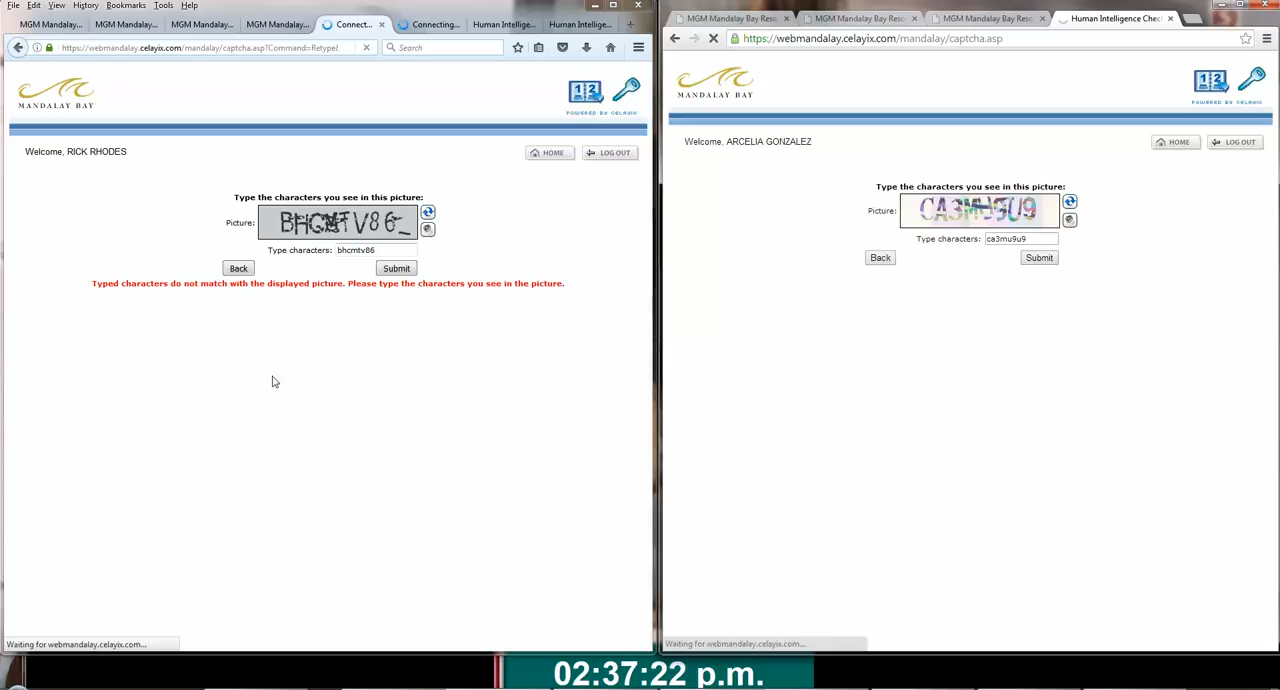 File Edit View History Bookmarks Tools Help
MGM Mandalay... MGM Mandalay... MGM Mandalay... MGM Mandalay... Connect... Connecting... Human Intellige... Human Intellige...
https://webmandalay.celayix.com/mandalay/captcha.asp?Command=Retype!
Search
MANDALAY BAY
12
POWERED BY CELAYIX
Welcome, RICK RHODES
HOME
LOG OUT
Type the characters you see in this picture:
Picture:
Type characters: bhcmtv86
Back
Submit
Typed characters do not match with the displayed picture. Please type the characters you see in the picture.
Waiting for webmandalay.celayix.com...
MGM Mandalay Bay Reso MGM Mandalay Bay Reso MGM Mandalay Bay Reso Human Intelligence Chec
https://webmandalay.celayix.com/mandalay/captcha.asp
MANDALAY BAY
12
POWERED BY CELAYIX
Welcome, ARCELIA GONZALEZ
HOME
LOG OUT
Type the characters you see in this picture:
Picture:
Type characters: ca3mu9u9
Back
Submit
Waiting for webmandalay.celayix.com...
02:37:22 p.m.